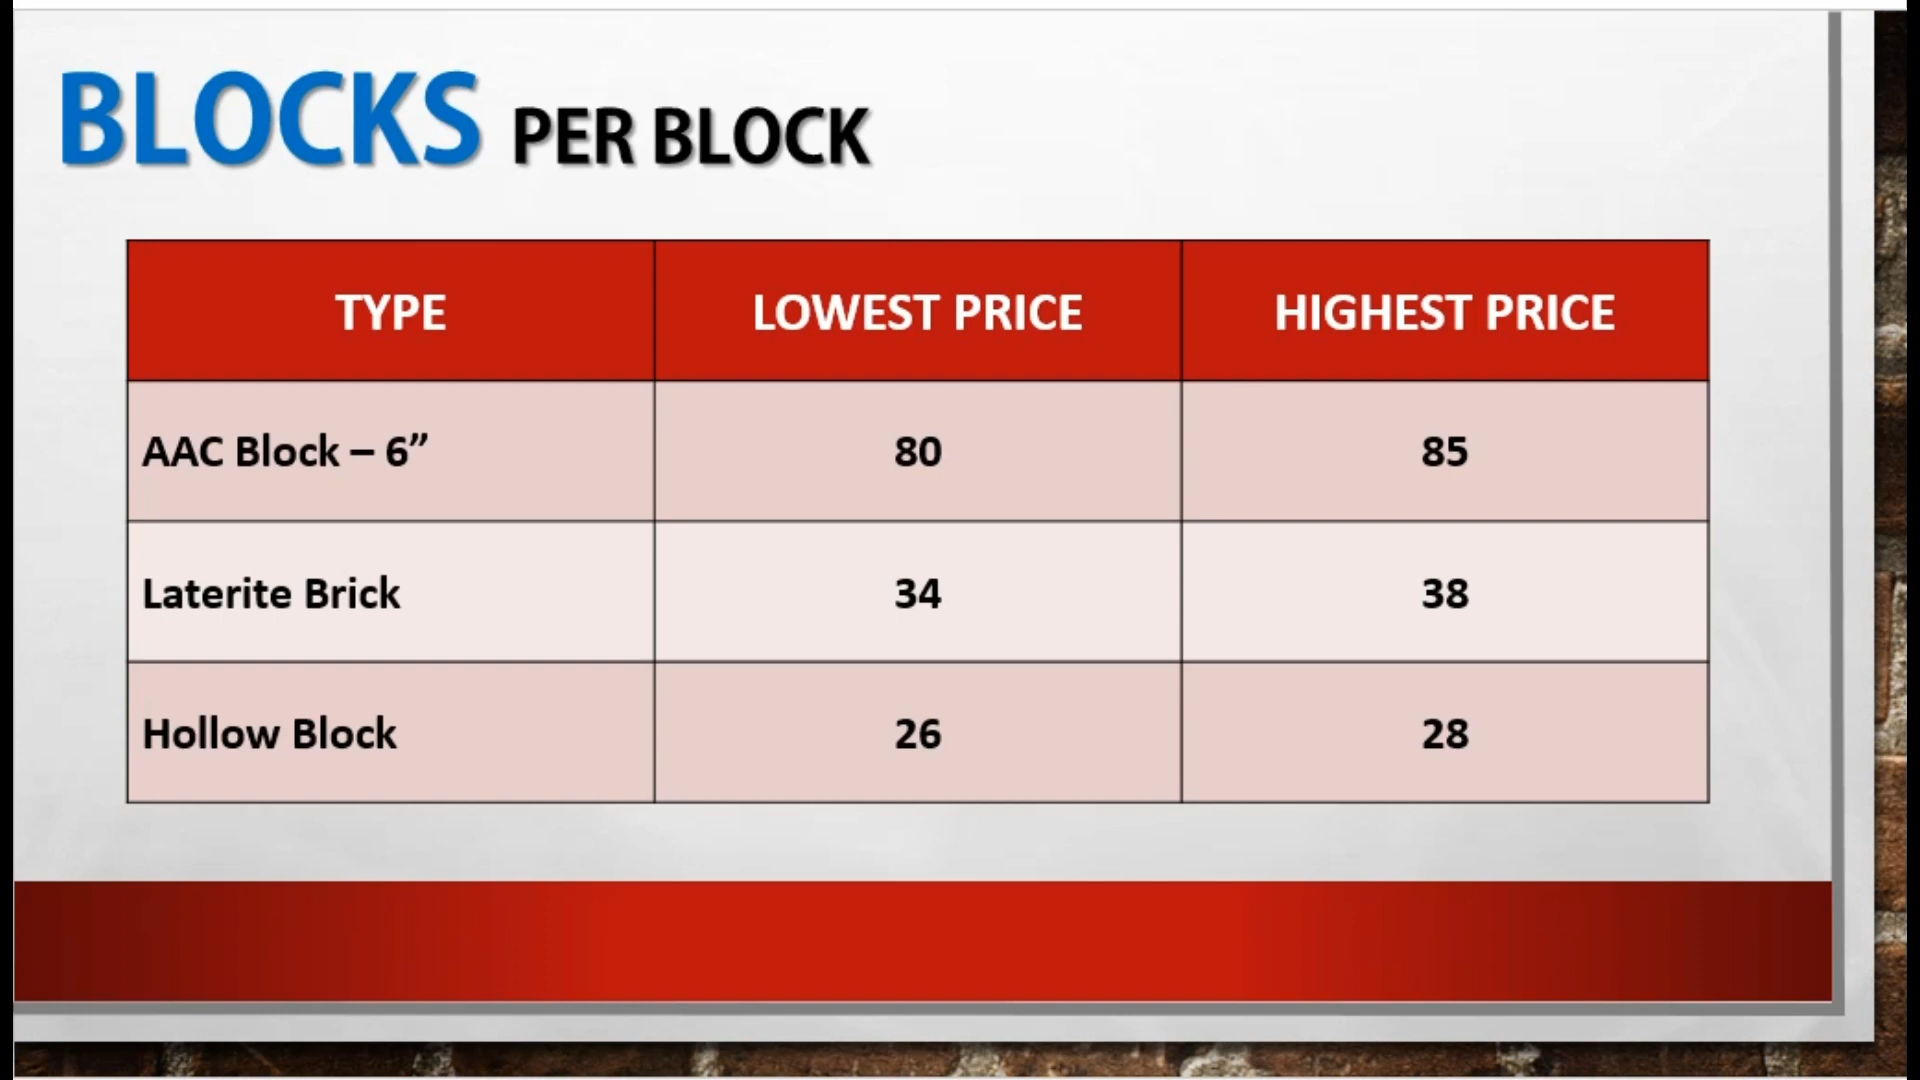 BLOCKS PER BLOCK
TYPE LOWEST PRICE HIGHEST PRICE
AAC Block – 6” 80 85
Laterite Brick 34 38
Hollow Block 26 28